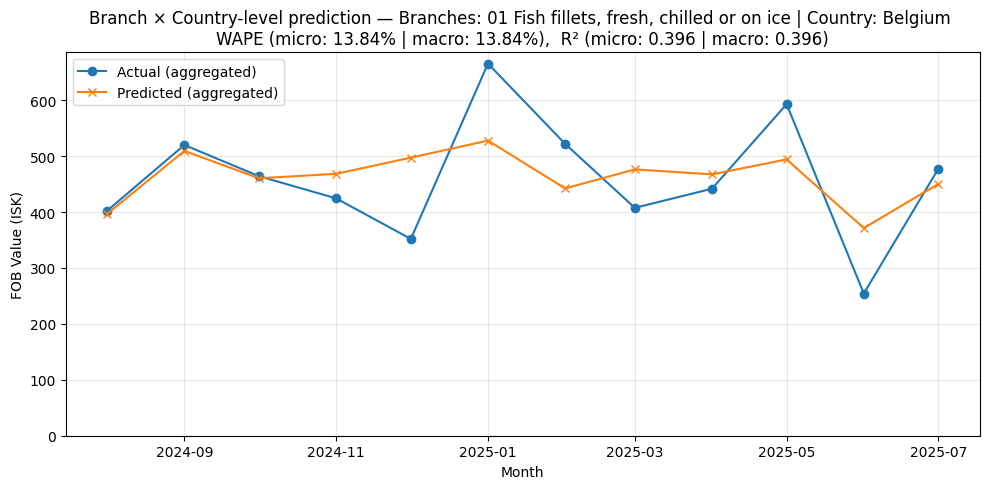 Branch × Country-level prediction — Branches: 01 Fish fillets, fresh, chilled or on ice | Country: Belgium
WAPE (micro: 13.84% | macro: 13.84%),  R² (micro: 0.396 | macro: 0.396)
Actual (aggregated)
Predicted (aggregated)
FOB Value (ISK)
600
500
400
300
200
100
0
2024-09
2024-11
2025-01
2025-03
2025-05
2025-07
Month